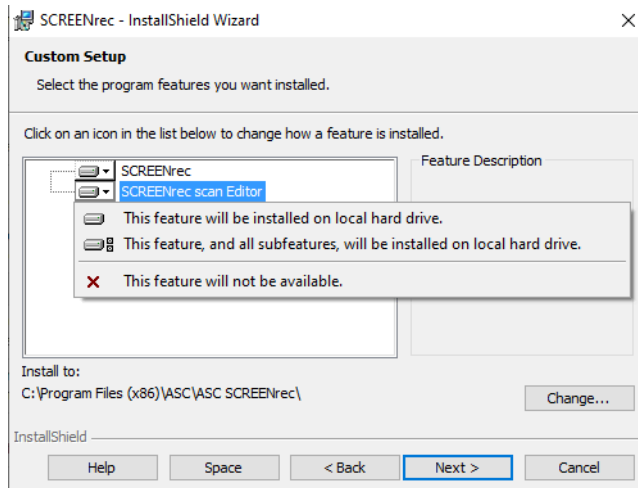 SCREENrec - InstallShield Wizard
Custom Setup
Select the program features you want installed.
Click on an icon in the list below to change how a feature is installed.
SCREENrec
Feature Description
SCREENrec scan Editor
This feature will be installed on local hard drive.
This feature, and all subfeatures, will be installed on local hard drive.
This feature will not be available.
Install to:
C:\Program Files (x86)\ASC\ASC SCREENrec\
Change...
InstallShield
Help Space < Back Next > Cancel